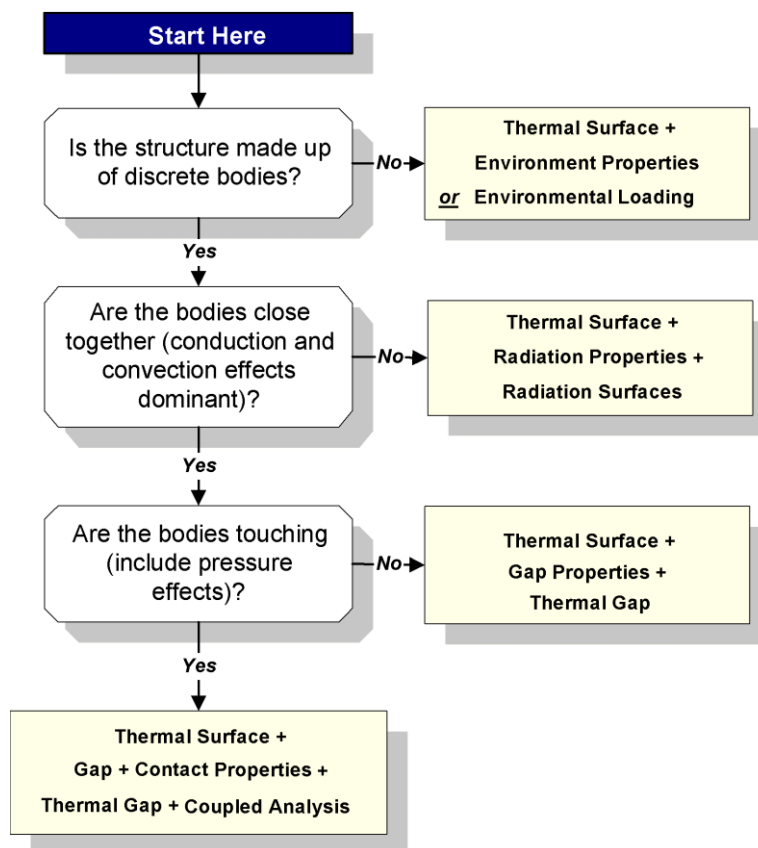 Start Here
Is the structure made up
of discrete bodies?
No
Thermal Surface +
Environment Properties
or Environmental Loading
Yes
Are the bodies close
together (conduction and
convection effects
dominant)?
No
Thermal Surface +
Radiation Properties +
Radiation Surfaces
Yes
Are the bodies touching
(include pressure
effects)?
No
Thermal Surface +
Gap Properties +
Thermal Gap
Yes
Thermal Surface +
Gap + Contact Properties +
Thermal Gap + Coupled Analysis